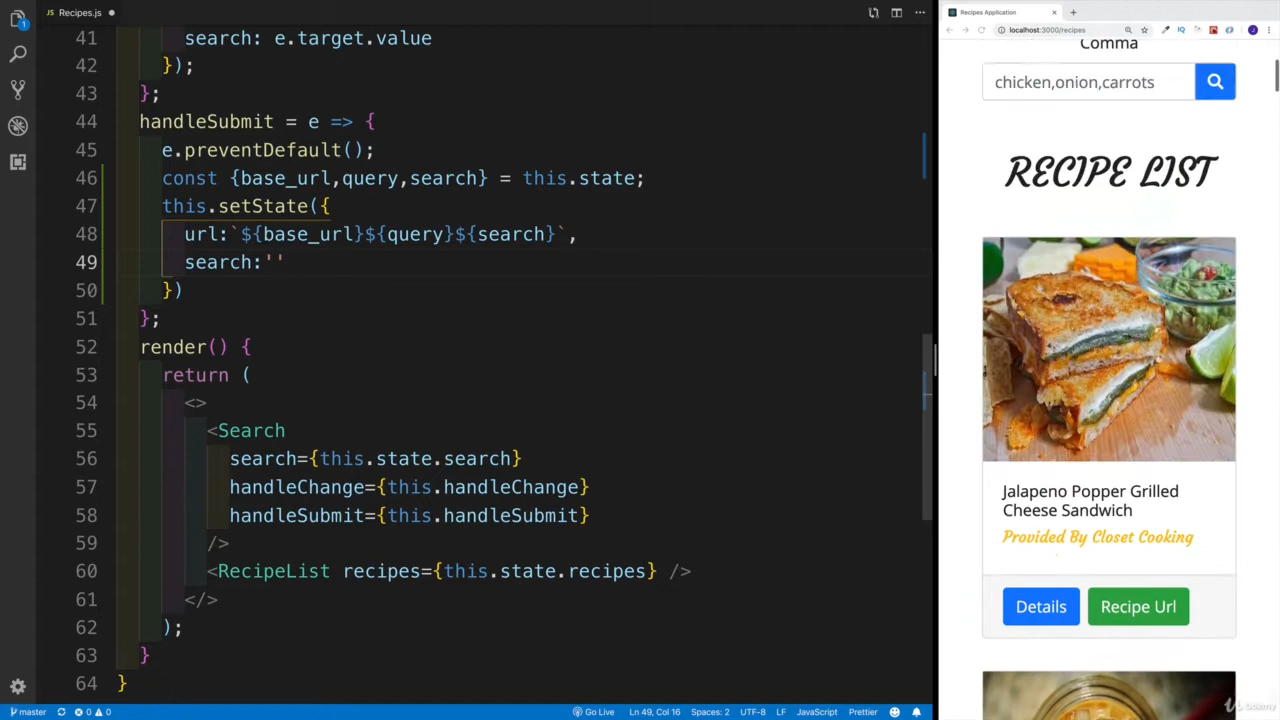 Recipes.js
41 search: e.target.value
42 });
43 };
44 handleSubmit = e => {
45 e.preventDefault();
46 const {base_url,query,search} = this.state;
47 this.setState({
48 url:`${base_url}${query}${search}`,
49 search:''
50 })
51 };
52 render() {
53 return (
54 <>
55 <Search
56 search={this.state.search}
57 handleChange={this.handleChange}
58 handleSubmit={this.handleSubmit}
59 />
60 <RecipeList recipes={this.state.recipes} />
61 </>
62 );
63 }
64 }
master 0 0 Go Live Ln 49, Col 14 Spaces: 2 UTF-8 LF JavaScript Prettier
Recipes Application
localhost:3000/recipes
Comma
chicken,onion,carrots
RECIPE LIST
Jalapeno Popper Grilled
Cheese Sandwich
Provided By Closet Cooking
Details Recipe Url
udemy